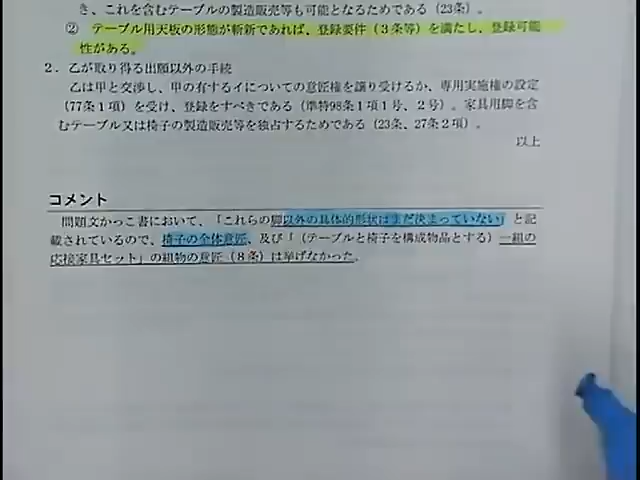 き、これを含むテーブルの製造販売等も可能となるためである（23条）。
② テーブル用天板の形態が斬新であれば、登録要件（３条等）を満たし、登録可能
性がある。
２．乙が取り得る出願以外の手続
乙は甲と交渉し、甲の有するイについての意匠権を譲り受けるか、専用実施権の設定
（77条１項）を受け、登録をすべきである（準特98条１項１号、２号）。家具用脚を含
むテーブル又は椅子の製造販売等を独占するためである（23条、27条２項）。
以上
コメント
問題文かっこ書において、「これらの脚以外の具体的形状はまだ決まっていない」と記
載されているので、椅子の全体意匠、及び「（テーブルと椅子を構成物品とする）一組の
応接家具セット」の組物の意匠（８条）は挙げなかった。